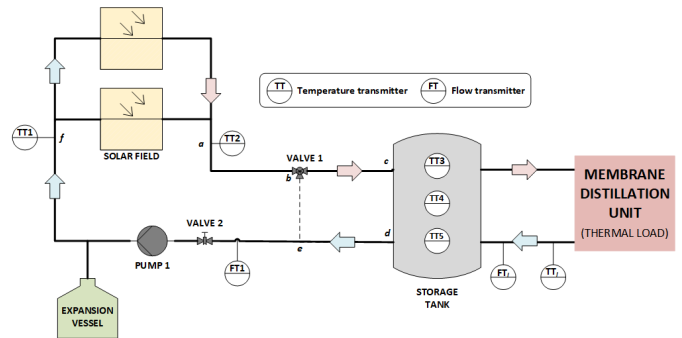 TT
Temperature transmitter
FT
Flow transmitter
TT1
f
SOLAR FIELD
a
TT2
VALVE 1
b
c
TT3
TT4
TT5
d
MEMBRANE
DISTILLATION
UNIT
(THERMAL LOAD)
VALVE 2
PUMP 1
FT1
e
FTl
TTl
STORAGE
TANK
EXPANSION
VESSEL